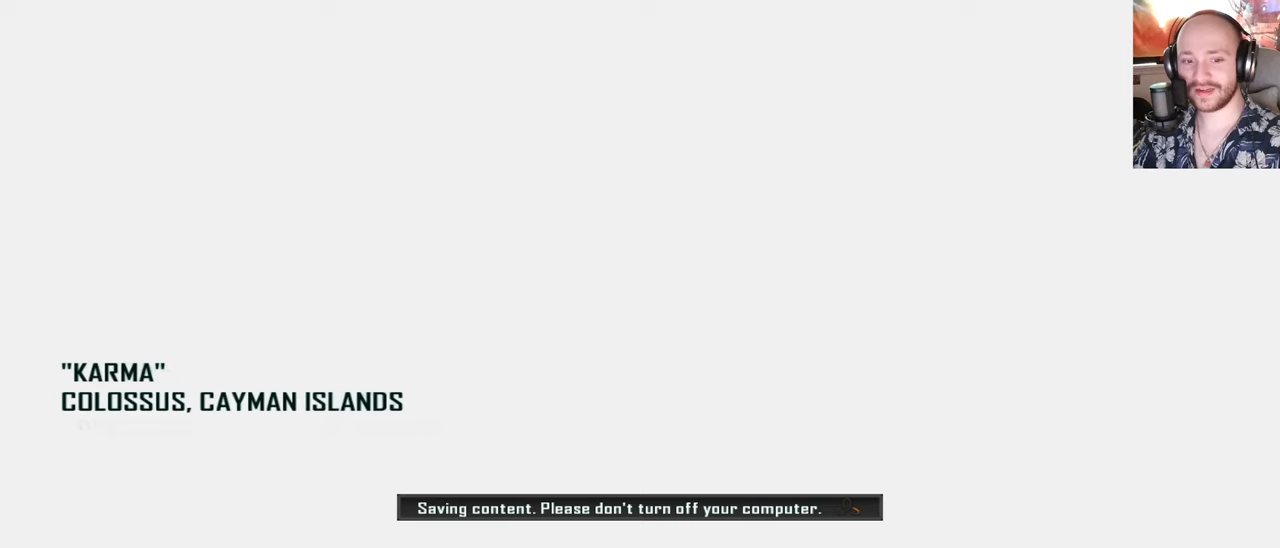 "KARMA"
COLOSSUS, CAYMAN ISLANDS
Saving content. Please don't turn off your computer.